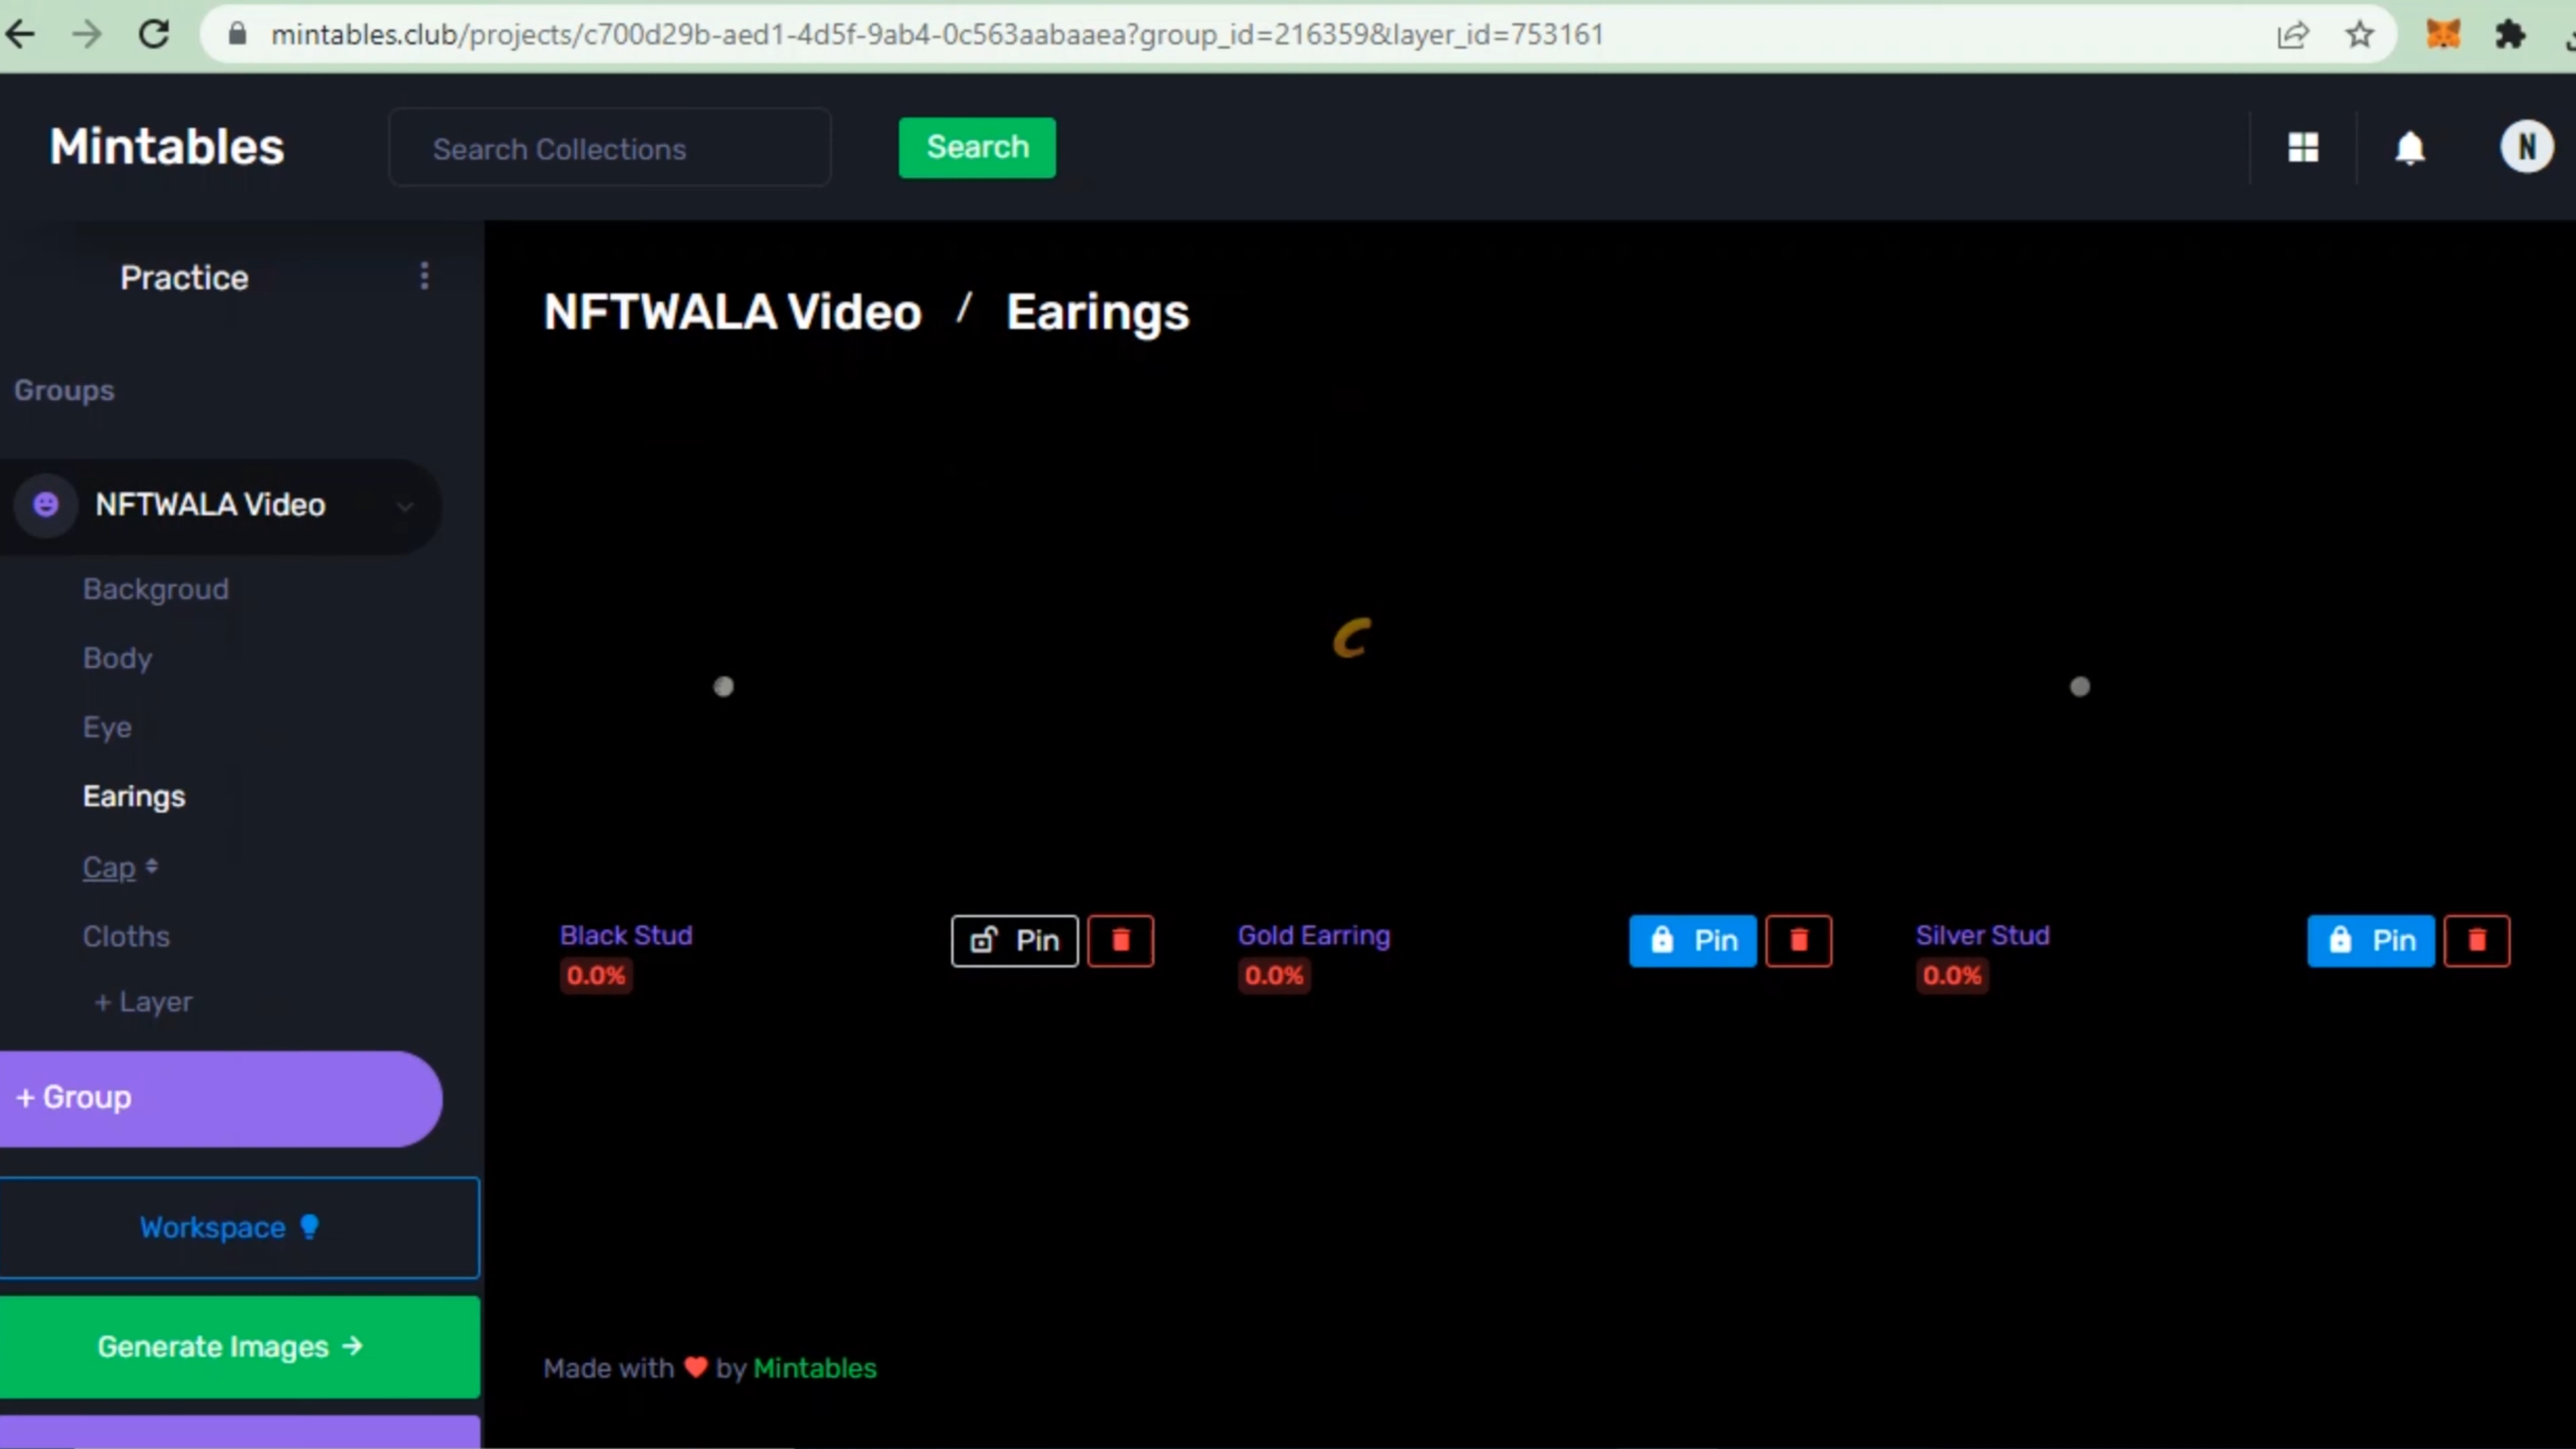 mintables.club/projects/c700d29b-aed1-4d5f-9ab4-0c563aabaaea?group_id=216359&layer_id=753161
Mintables
Search Collections
Search
N
Practice
Groups
NFTWALA Video
Backgroud
Body
Eye
Earings
Cap
Cloths
+ Layer
+ Group
Workspace
Generate Images →
NFTWALA Video / Earings
Black Stud
0.0%
Pin
Gold Earring
0.0%
Pin
Silver Stud
0.0%
Pin
Made with ❤ by Mintables